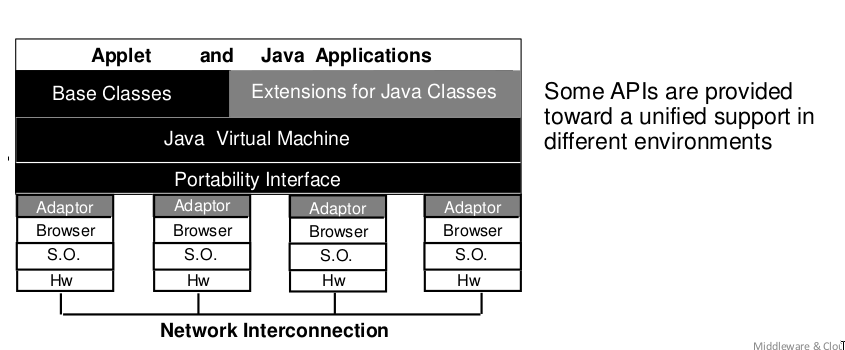 Applet and Java Applications
Base Classes
Extensions for Java Classes
Java Virtual Machine
Portability Interface
Adaptor Adaptor Adaptor Adaptor
Browser Browser Browser Browser
S.O. S.O. S.O. S.O.
Hw Hw Hw Hw
Network Interconnection
Some APIs are provided
toward a unified support in
different environments
Middleware &